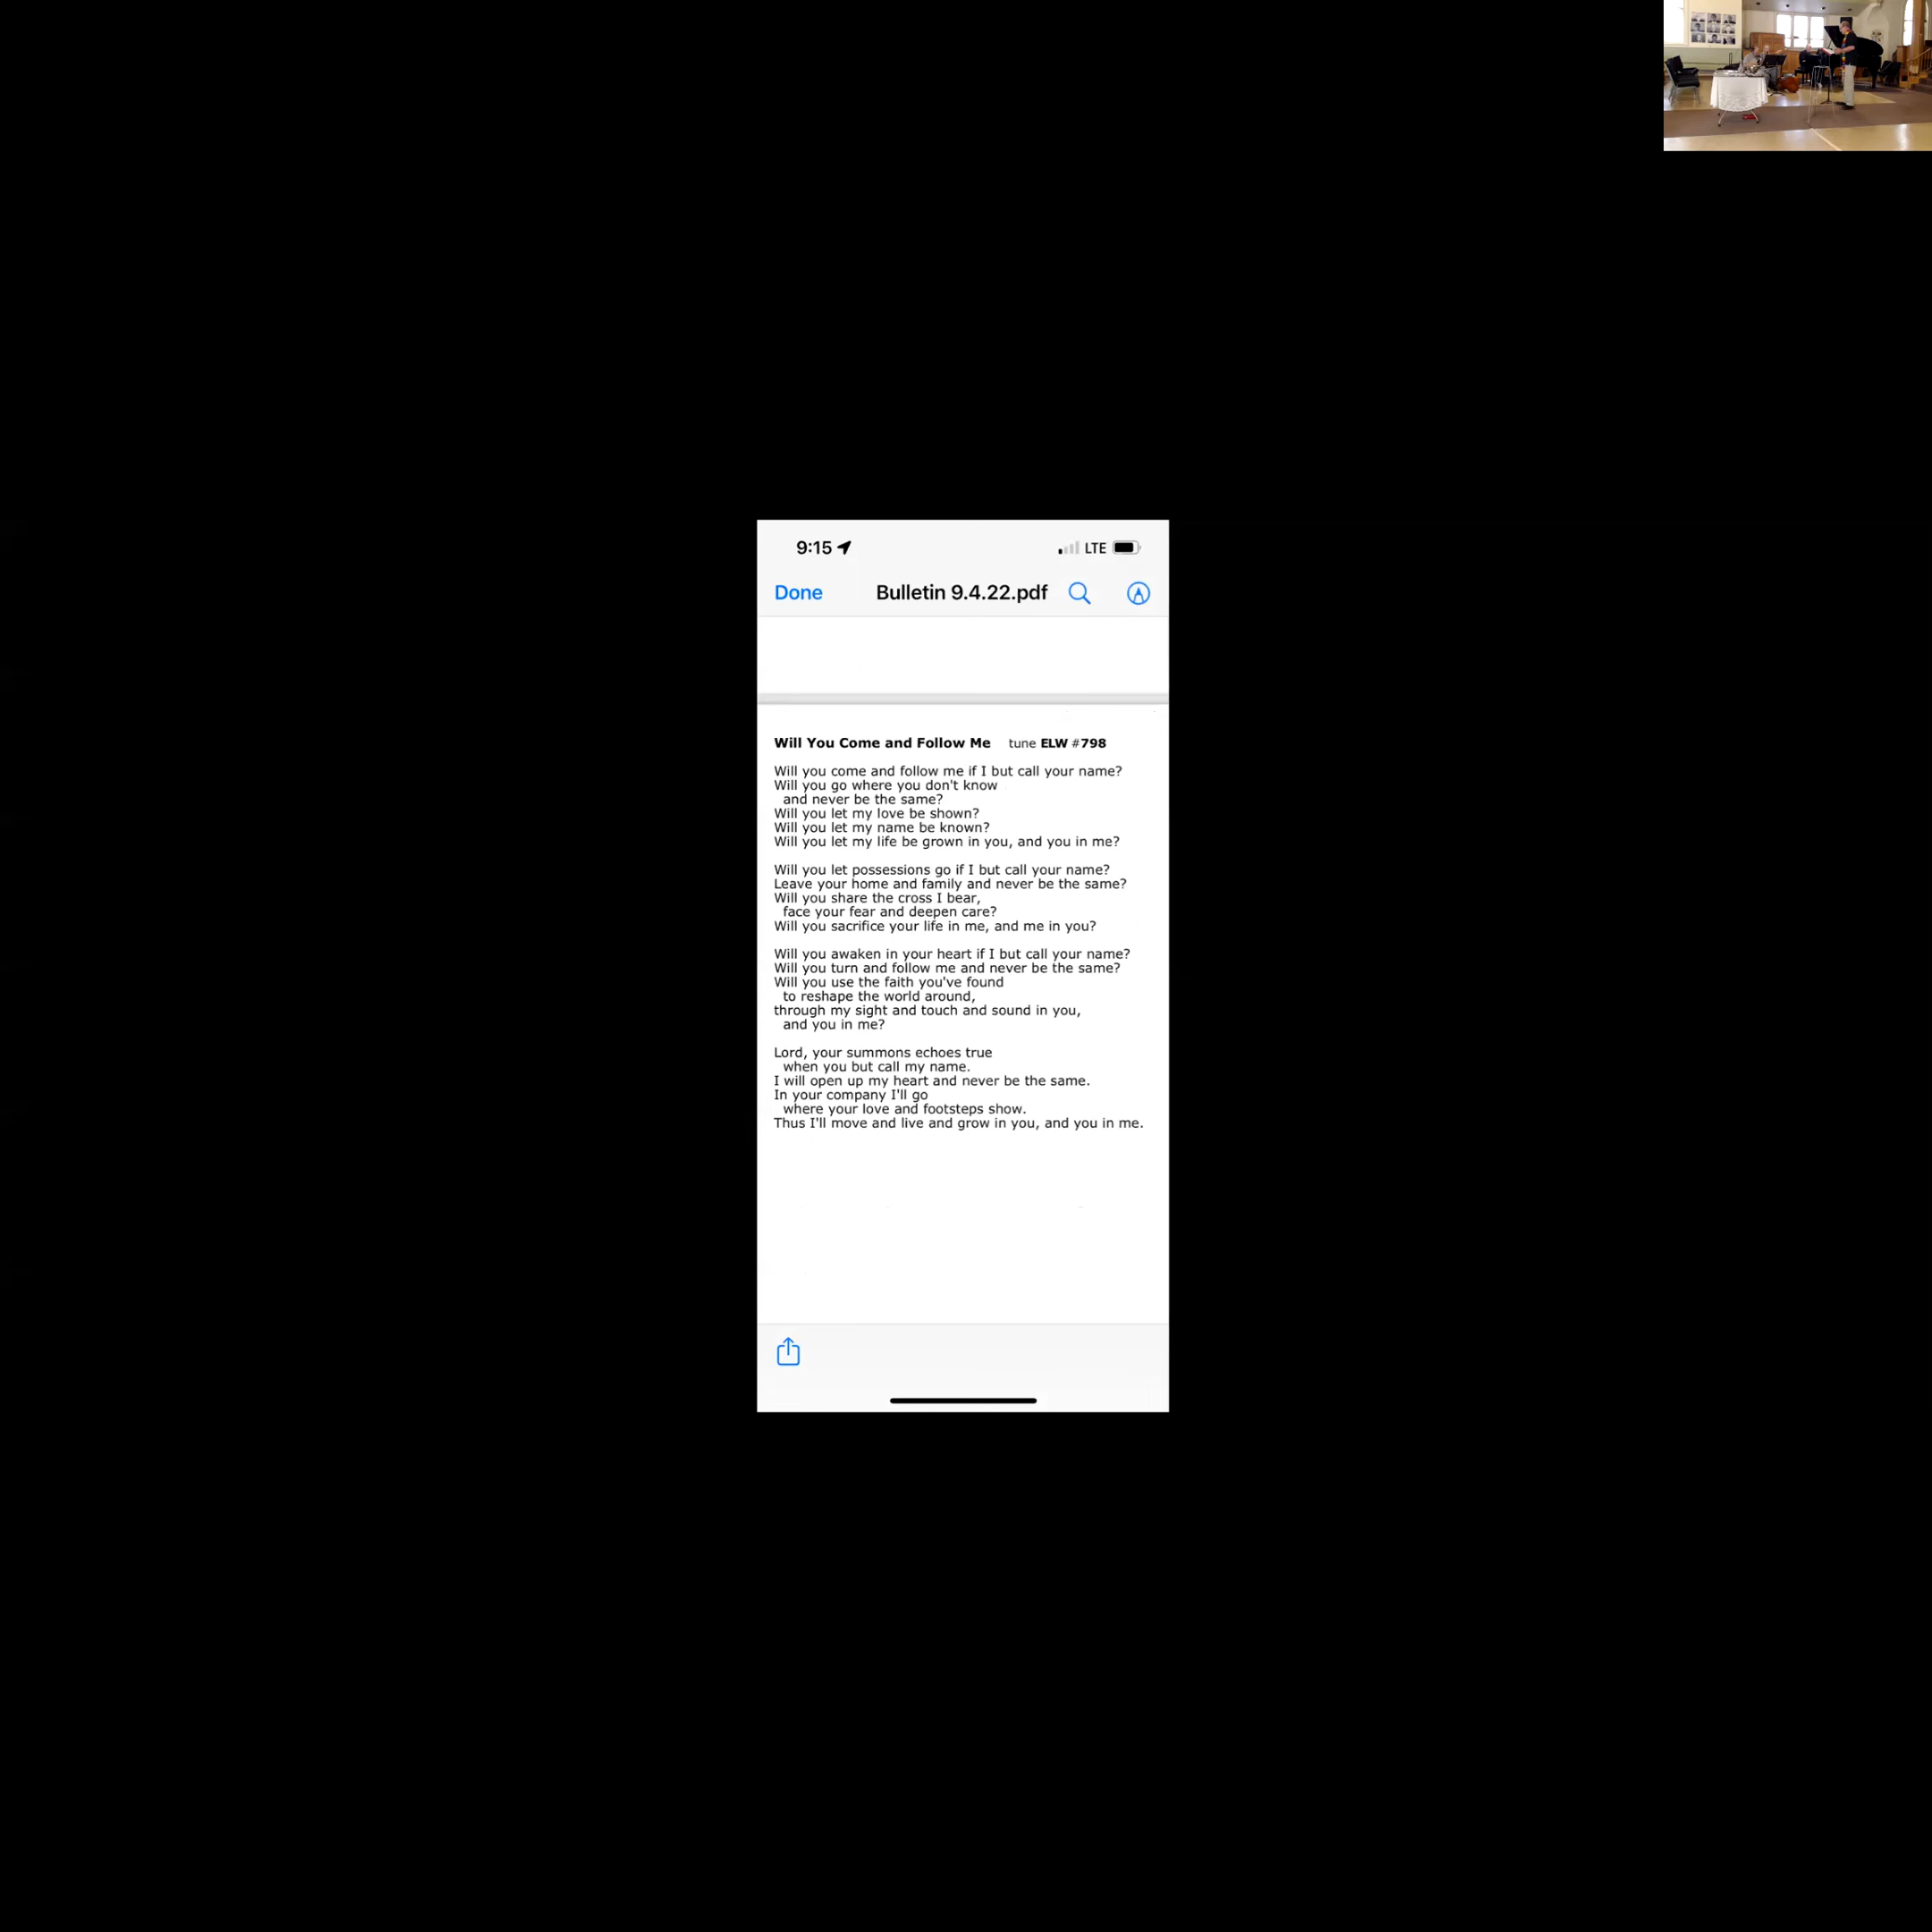 9:15 LTE
Done Bulletin 9.4.22.pdf
Will You Come and Follow Me tune ELW #798
Will you come and follow me if I but call your name?
Will you go where you don't know
and never be the same?
Will you let my love be shown?
Will you let my name be known?
Will you let my life be grown in you, and you in me?
Will you let possessions go if I but call your name?
Leave your home and family and never be the same?
Will you share the cross I bear,
face your fear and deepen care?
Will you sacrifice your life in me, and me in you?
Will you awaken in your heart if I but call your name?
Will you turn and follow me and never be the same?
Will you use the faith you've found
to reshape the world around,
through my sight and touch and sound in you,
and you in me?
Lord, your summons echoes true
when you but call my name.
I will open up my heart and never be the same.
In your company I'll go
where your love and footsteps show.
Thus I'll move and live and grow in you, and you in me.